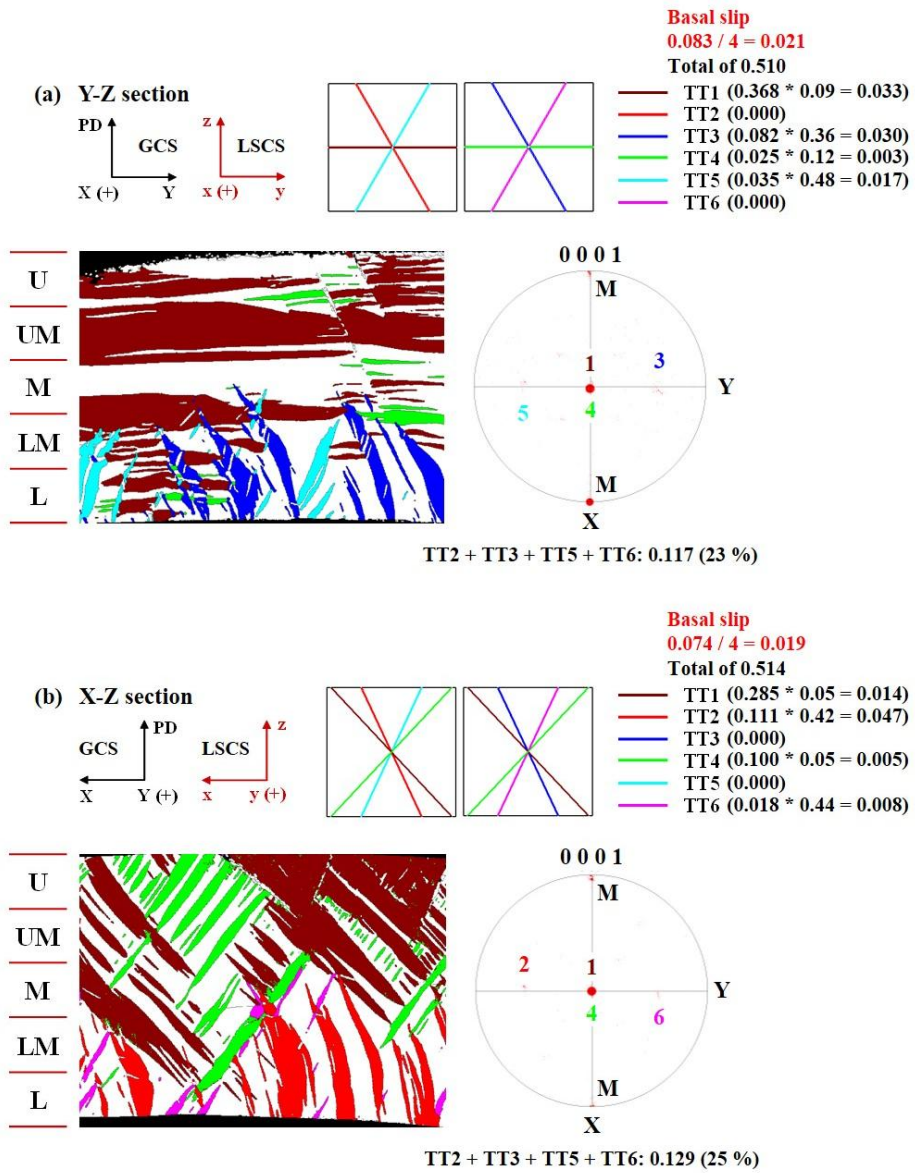 Basal slip
0.083 / 4 = 0.021
Total of 0.510
(a) Y-Z section
TT1 (0.368 * 0.09 = 0.033)
TT2 (0.000)
TT3 (0.082 * 0.36 = 0.030)
TT4 (0.025 * 0.12 = 0.003)
TT5 (0.035 * 0.48 = 0.017)
TT6 (0.000)
PD
GCS
X (+)
Y
z
LSCS
x (+)
y
U
UM
M
LM
L
0 0 0 1
M
1
3
Y
5
4
M
X
TT2 + TT3 + TT5 + TT6: 0.117 (23 %)
Basal slip
0.074 / 4 = 0.019
Total of 0.514
(b) X-Z section
TT1 (0.285 * 0.05 = 0.014)
TT2 (0.111 * 0.42 = 0.047)
TT3 (0.000)
TT4 (0.100 * 0.05 = 0.005)
TT5 (0.000)
TT6 (0.018 * 0.44 = 0.008)
PD
GCS
X
Y (+)
z
LSCS
x
y (+)
U
UM
M
LM
L
0 0 0 1
M
2
1
Y
4
6
M
X
TT2 + TT3 + TT5 + TT6: 0.129 (25 %)